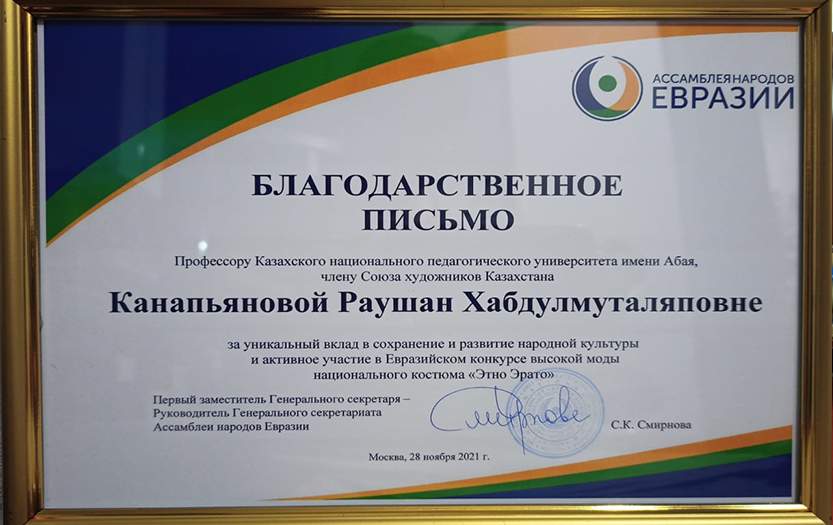 АССАМБЛЕЯ НАРОДОВ
ЕВРАЗИИ
БЛАГОДАРСТВЕННОЕ
ПИСЬМО
Профессору Казахского национального педагогического университета имени Абая,
члену Союза художников Казахстана
Канапьяновой Раушан Хабдулмуталяповне
за уникальный вклад в сохранение и развитие народной культуры
и активное участие в Евразийском конкурсе высокой моды
национального костюма «Этно Эрато»
Первый заместитель Генерального секретаря –
Руководитель Генерального секретариата
Ассамблеи народов Евразии
С.К. Смирнова
Москва, 28 ноября 2021 г.